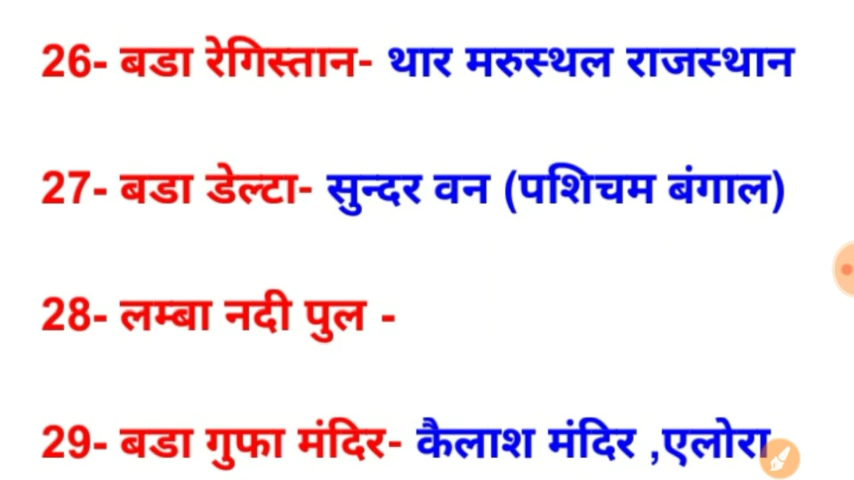 26- बडा रेगिस्तान- थार मरुस्थल राजस्थान
27- बडा डेल्टा- सुन्दर वन (पशिचम बंगाल)
28- लम्बा नदी पुल -
29- बडा गुफा मंदिर- कैलाश मंदिर ,एलोरा